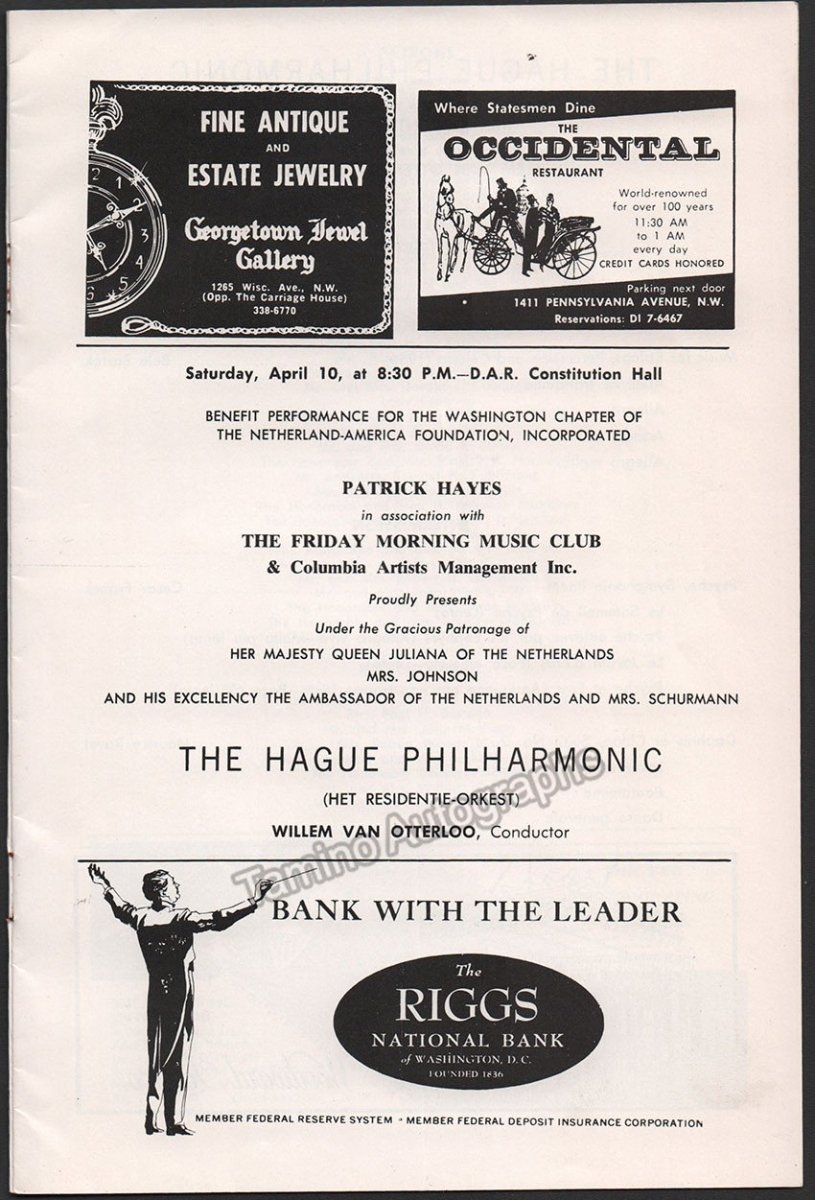 FINE ANTIQUE
AND
ESTATE JEWELRY
Georgetown Jewel
Gallery
1265 Wisc. Ave., N.W.
(Opp. The Carriage House)
338-6770
Where Statesmen Dine
THE
OCCIDENTAL
RESTAURANT
World-renowned
for over 100 years
11:30 AM
to 1 AM
every day
CREDIT CARDS HONORED
Parking next door
1411 PENNSYLVANIA AVENUE, N.W.
Reservations: DI 7-6467
Saturday, April 10, at 8:30 P.M.—D.A.R. Constitution Hall
BENEFIT PERFORMANCE FOR THE WASHINGTON CHAPTER OF
THE NETHERLAND-AMERICA FOUNDATION, INCORPORATED
PATRICK HAYES
in association with
THE FRIDAY MORNING MUSIC CLUB
& Columbia Artists Management Inc.
Proudly Presents
Under the Gracious Patronage of
HER MAJESTY QUEEN JULIANA OF THE NETHERLANDS
MRS. JOHNSON
AND HIS EXCELLENCY THE AMBASSADOR OF THE NETHERLANDS AND MRS. SCHURMANN
THE HAGUE PHILHARMONIC
(HET RESIDENTIE-ORKEST)
WILLEM VAN OTTERLOO, Conductor
Tamino Autographs
BANK WITH THE LEADER
The
RIGGS
NATIONAL BANK
of WASHINGTON, D. C.
FOUNDED 1836
MEMBER FEDERAL RESERVE SYSTEM • MEMBER FEDERAL DEPOSIT INSURANCE CORPORATION